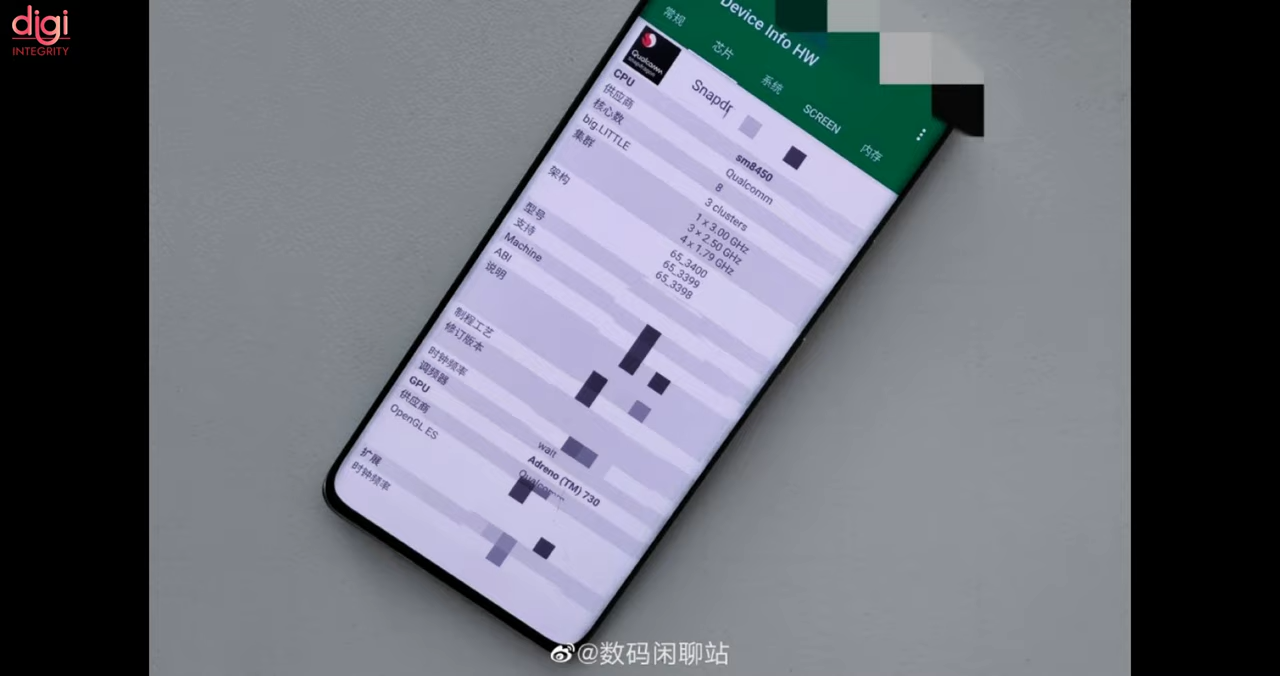 digi
INTEGRITY
Device Info HW
常规
芯片
系统
SCREEN
内存
Qualcomm
snapdragon
Snapdr
CPU
sm8450
供应商
Qualcomm
核心数
8
big.LITTLE
3 clusters
集群
1 x 3.00 GHz
3 x 2.50 GHz
4 x 1.79 GHz
架构
65_3400
65_3399
65_3398
型号
支持
Machine
ABI
说明
制程工艺
修订版本
时钟频率
调频器
wait
GPU
Adreno (TM) 730
供应商
Qualcomm
OpenGL ES
扩展
时钟频率
@数码闲聊站